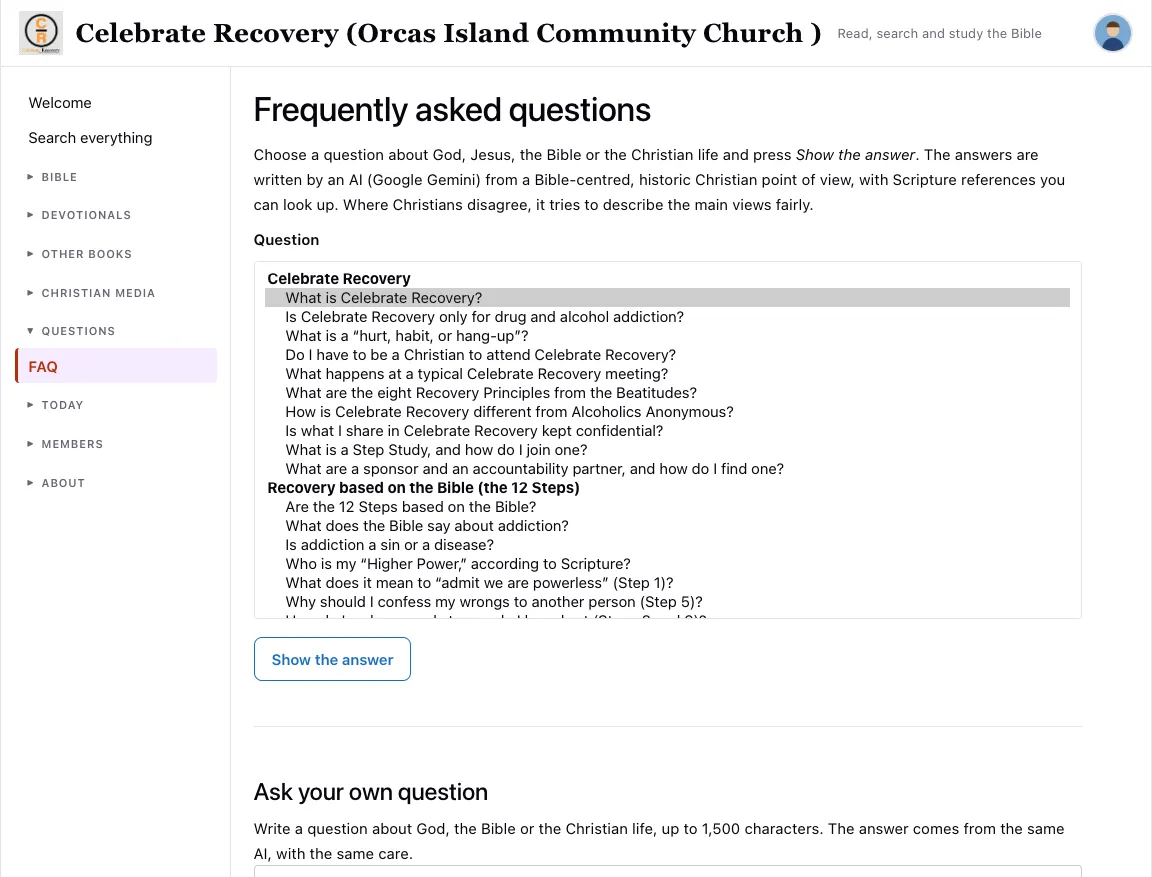 Celebrate Recovery (Orcas Island Community Church )
Read, search and study the Bible
Welcome
Search everything
BIBLE
DEVOTIONALS
OTHER BOOKS
CHRISTIAN MEDIA
QUESTIONS
FAQ
TODAY
MEMBERS
ABOUT
Frequently asked questions
Choose a question about God, Jesus, the Bible or the Christian life and press Show the answer. The answers are
written by an AI (Google Gemini) from a Bible-centred, historic Christian point of view, with Scripture references you
can look up. Where Christians disagree, it tries to describe the main views fairly.
Question
Celebrate Recovery
What is Celebrate Recovery?
Is Celebrate Recovery only for drug and alcohol addiction?
What is a “hurt, habit, or hang-up”?
Do I have to be a Christian to attend Celebrate Recovery?
What happens at a typical Celebrate Recovery meeting?
What are the eight Recovery Principles from the Beatitudes?
How is Celebrate Recovery different from Alcoholics Anonymous?
Is what I share in Celebrate Recovery kept confidential?
What is a Step Study, and how do I join one?
What are a sponsor and an accountability partner, and how do I find one?
Recovery based on the Bible (the 12 Steps)
Are the 12 Steps based on the Bible?
What does the Bible say about addiction?
Is addiction a sin or a disease?
Who is my “Higher Power,” according to Scripture?
What does it mean to “admit we are powerless” (Step 1)?
Why should I confess my wrongs to another person (Step 5)?
Show the answer
Ask your own question
Write a question about God, the Bible or the Christian life, up to 1,500 characters. The answer comes from the same
AI, with the same care.